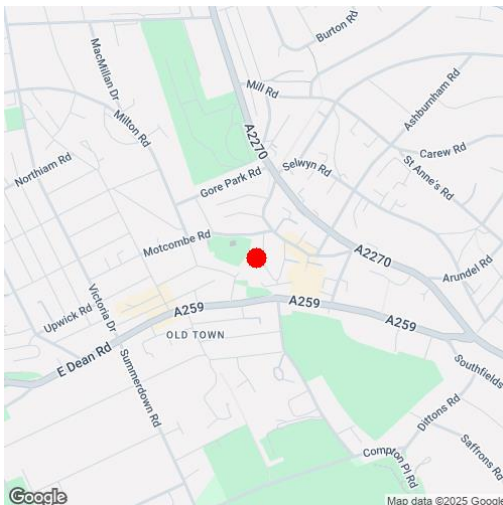 Burton Rd
MacMillan Dr
Mill Rd
Ashburnham Rd
Milton Rd
A2270
Carew Rd
Selwyn Rd
St Anne's Rd
Northiam Rd
Gore Park Rd
Motcombe Rd
A2270
Arundel Rd
Victoria Dr
Upwick Rd
A259
A259
A259
OLD TOWN
E Dean Rd
Summerdown Rd
Southfields
Dittons Rd
Saffrons Rd
Compton Pl Rd
Google
Map data ©2025 Google